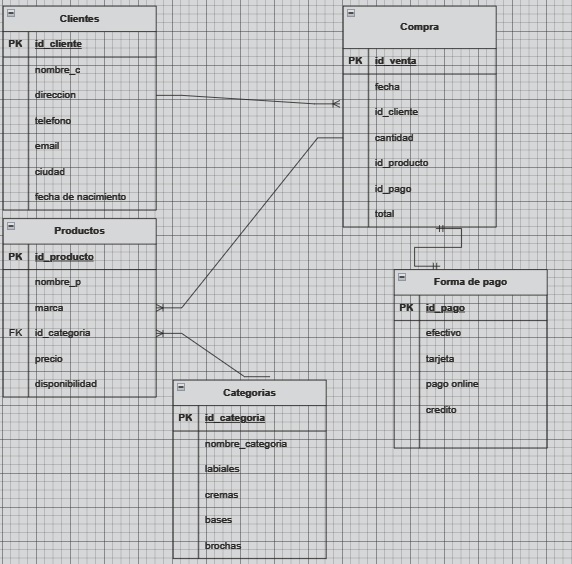 Clientes
PK id_cliente
nombre_c
direccion
telefono
email
ciudad
fecha de nacimiento
Compra
PK id_venta
fecha
id_cliente
cantidad
id_producto
id_pago
total
Productos
PK id_producto
nombre_p
marca
FK id_categoria
precio
disponibilidad
Forma de pago
PK id_pago
efectivo
tarjeta
pago online
credito
Categorias
PK id_categoria
nombre_categoria
labiales
cremas
bases
brochas